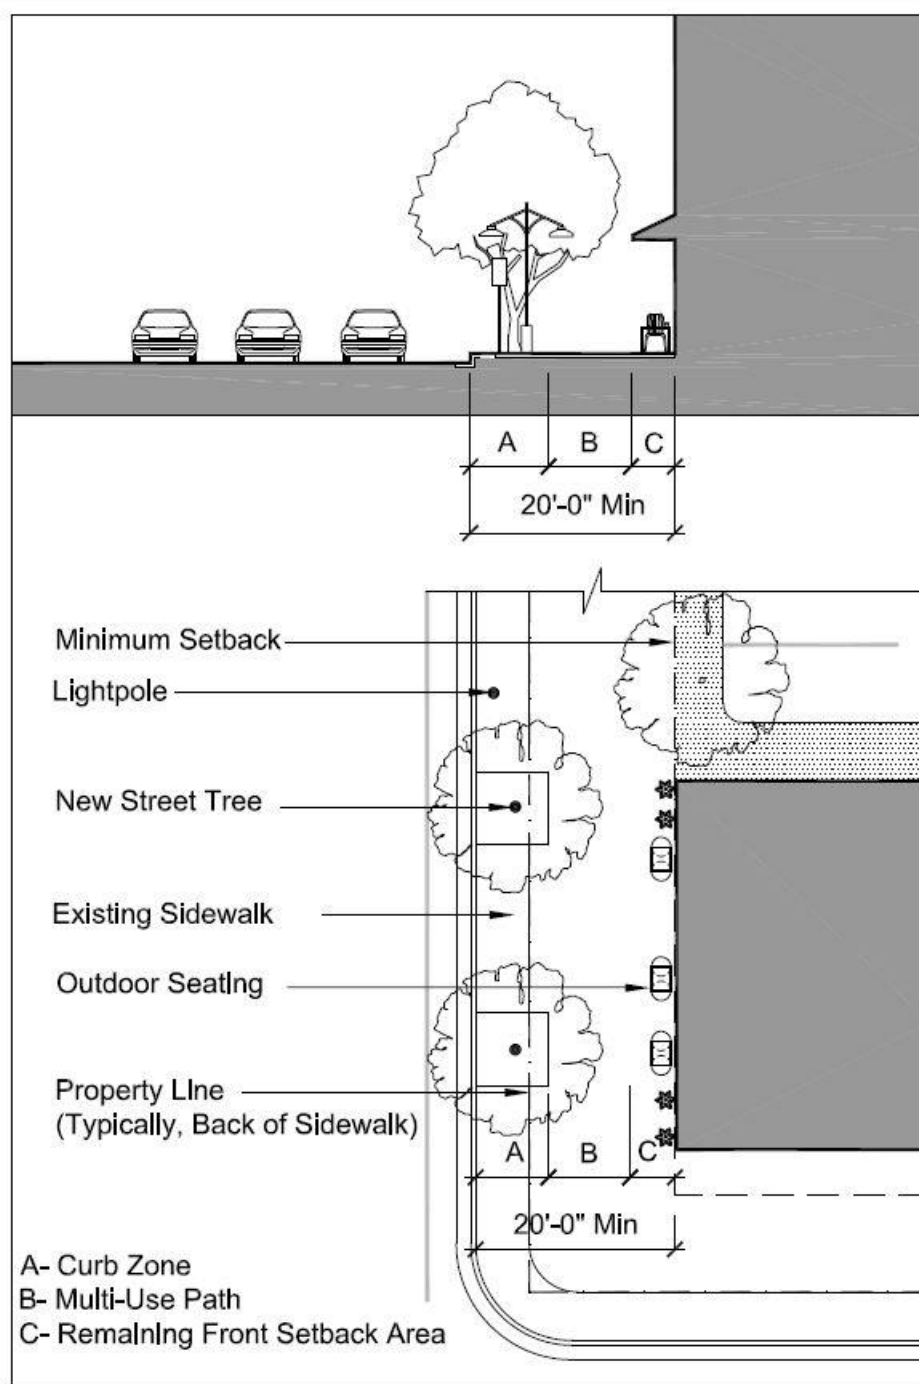 A B C
20'-0" Min
Minimum Setback
Lightpole
New Street Tree
Existing Sidewalk
Outdoor Seating
Property Line
(Typically, Back of Sidewalk)
A B C
20'-0" Min
A- Curb Zone
B- Multi-Use Path
C- Remaining Front Setback Area